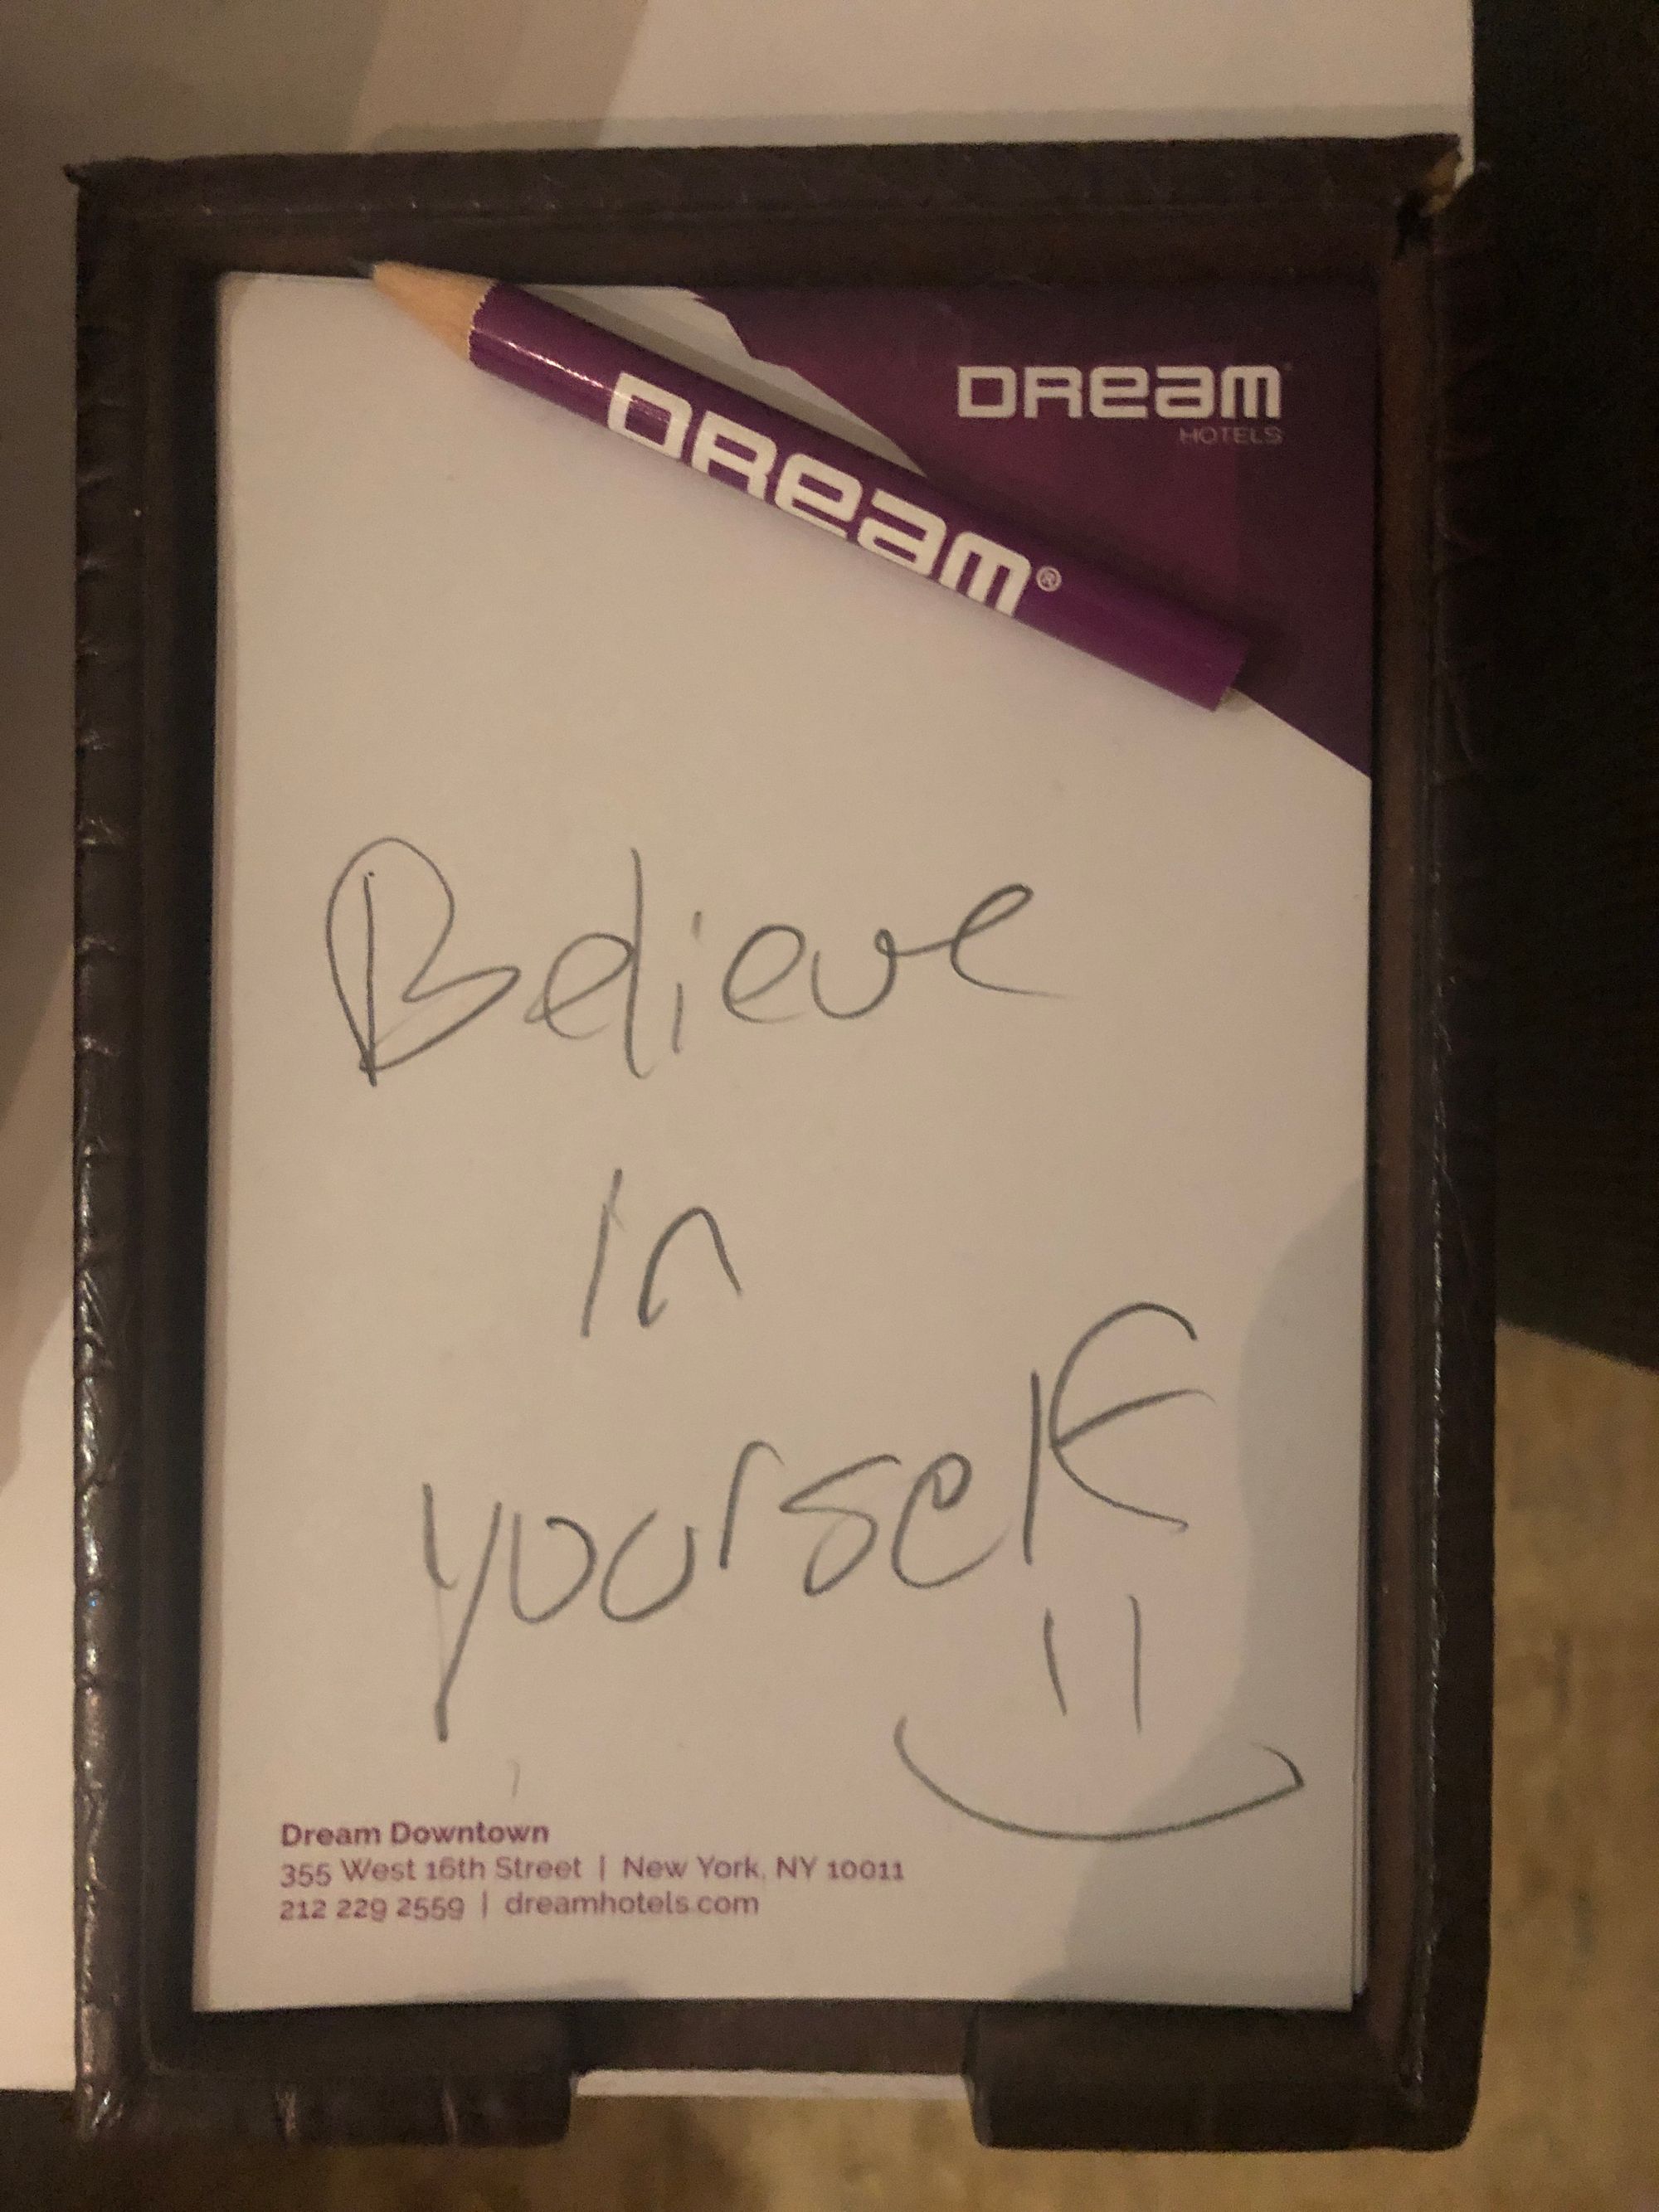 DREAM
HOTELS
DREAM®
Believe
in
yourself
Dream Downtown
355 West 16th Street | New York, NY 10011
212 229 2559 | dreamhotels.com